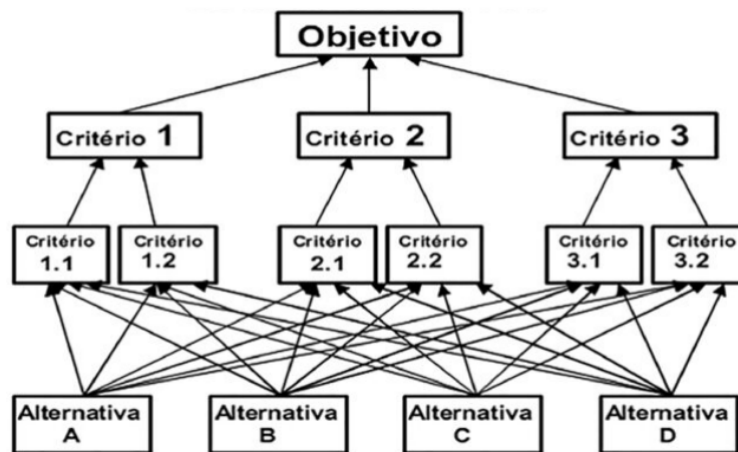 Objetivo
Critério 1
Critério 2
Critério 3
Critério
1.1
Critério
1.2
Critério
2.1
Critério
2.2
Critério
3.1
Critério
3.2
Alternativa
A
Alternativa
B
Alternativa
C
Alternativa
D